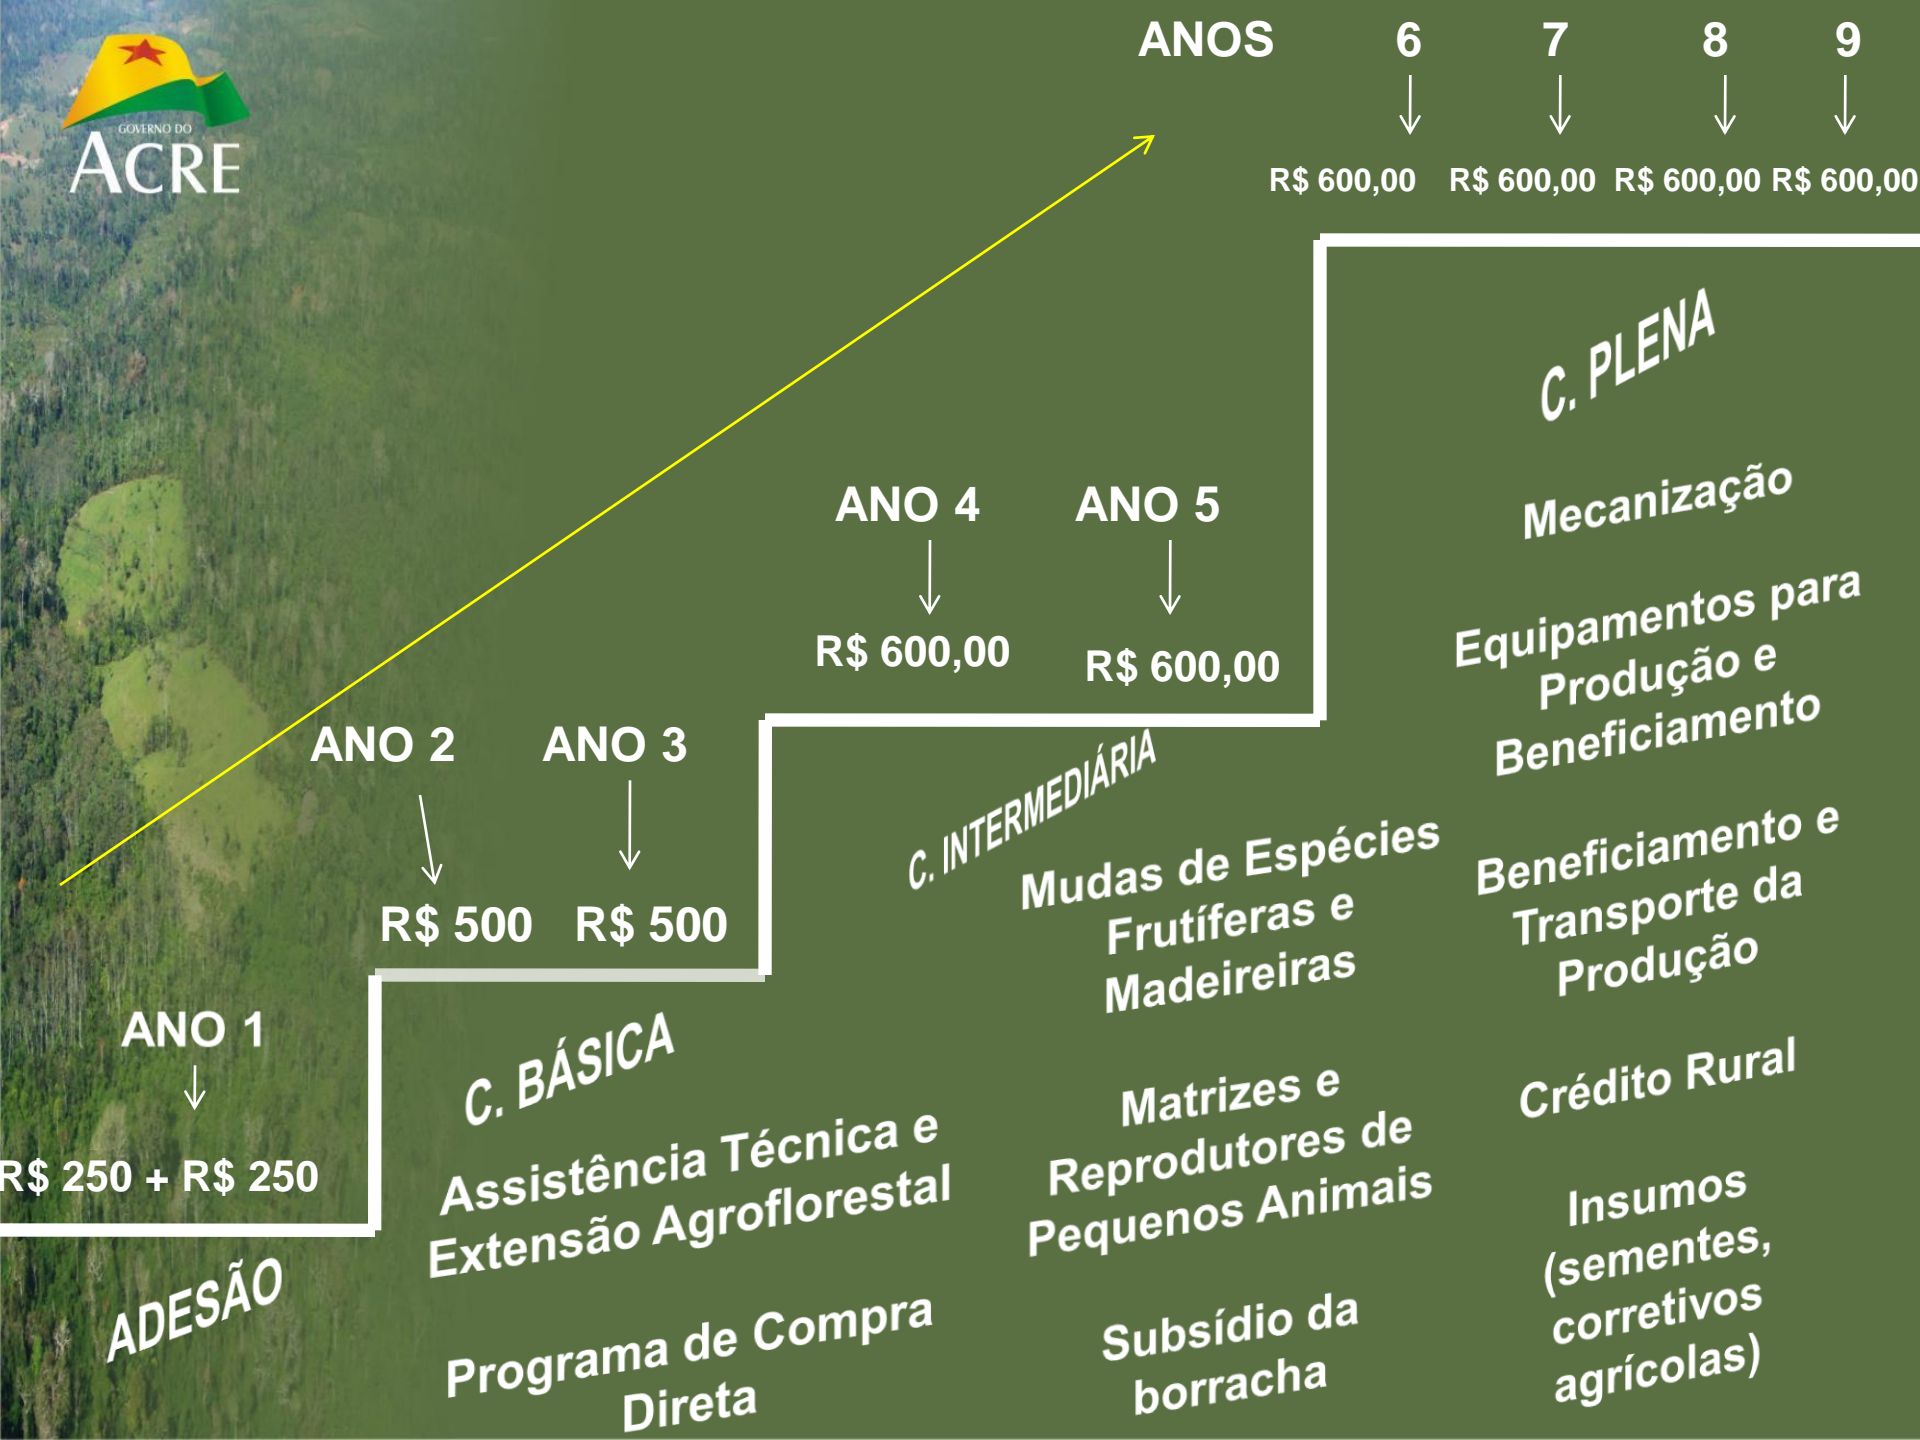 GOVERNO DO
ACRE
ANOS 6 7 8 9
R$ 600,00 R$ 600,00 R$ 600,00 R$ 600,00
C. PLENA
Mecanização
Equipamentos para
Produção e
Beneficiamento
Beneficiamento e
Transporte da
Produção
Crédito Rural
Insumos
(sementes,
corretivos
agrícolas)
ANO 4 ANO 5
R$ 600,00 R$ 600,00
C. INTERMEDIÁRIA
Mudas de Espécies
Frutíferas e
Madeireiras
Matrizes e
Reprodutores de
Pequenos Animais
Subsídio da
borracha
ANO 2 ANO 3
R$ 500 R$ 500
C. BÁSICA
Assistência Técnica e
Extensão Agroflorestal
Programa de Compra
Direta
ANO 1
R$ 250 + R$ 250
ADESÃO